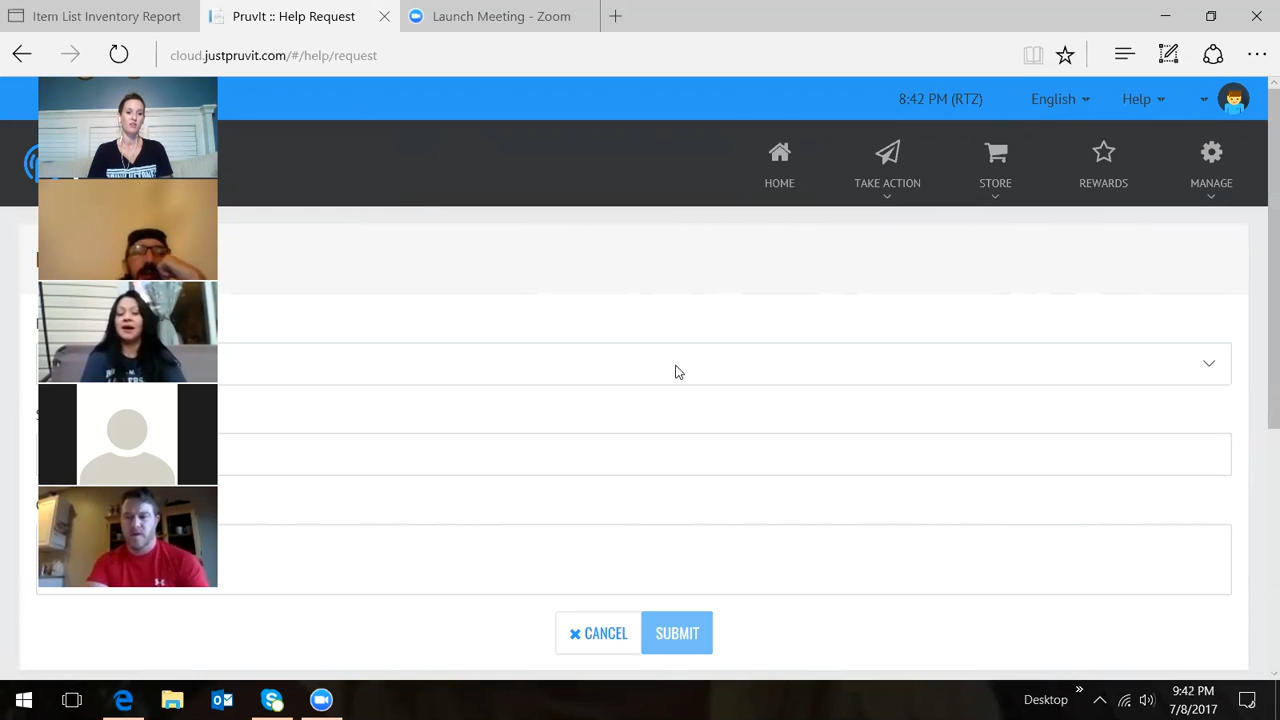 Item List Inventory Report
Pruvit :: Help Request
Launch Meeting - Zoom
cloud.justpruvit.com/#/help/request
8:42 PM (RTZ)
English
Help
HOME
TAKE ACTION
STORE
REWARDS
MANAGE
CANCEL
SUBMIT
Desktop
9:42 PM
7/8/2017